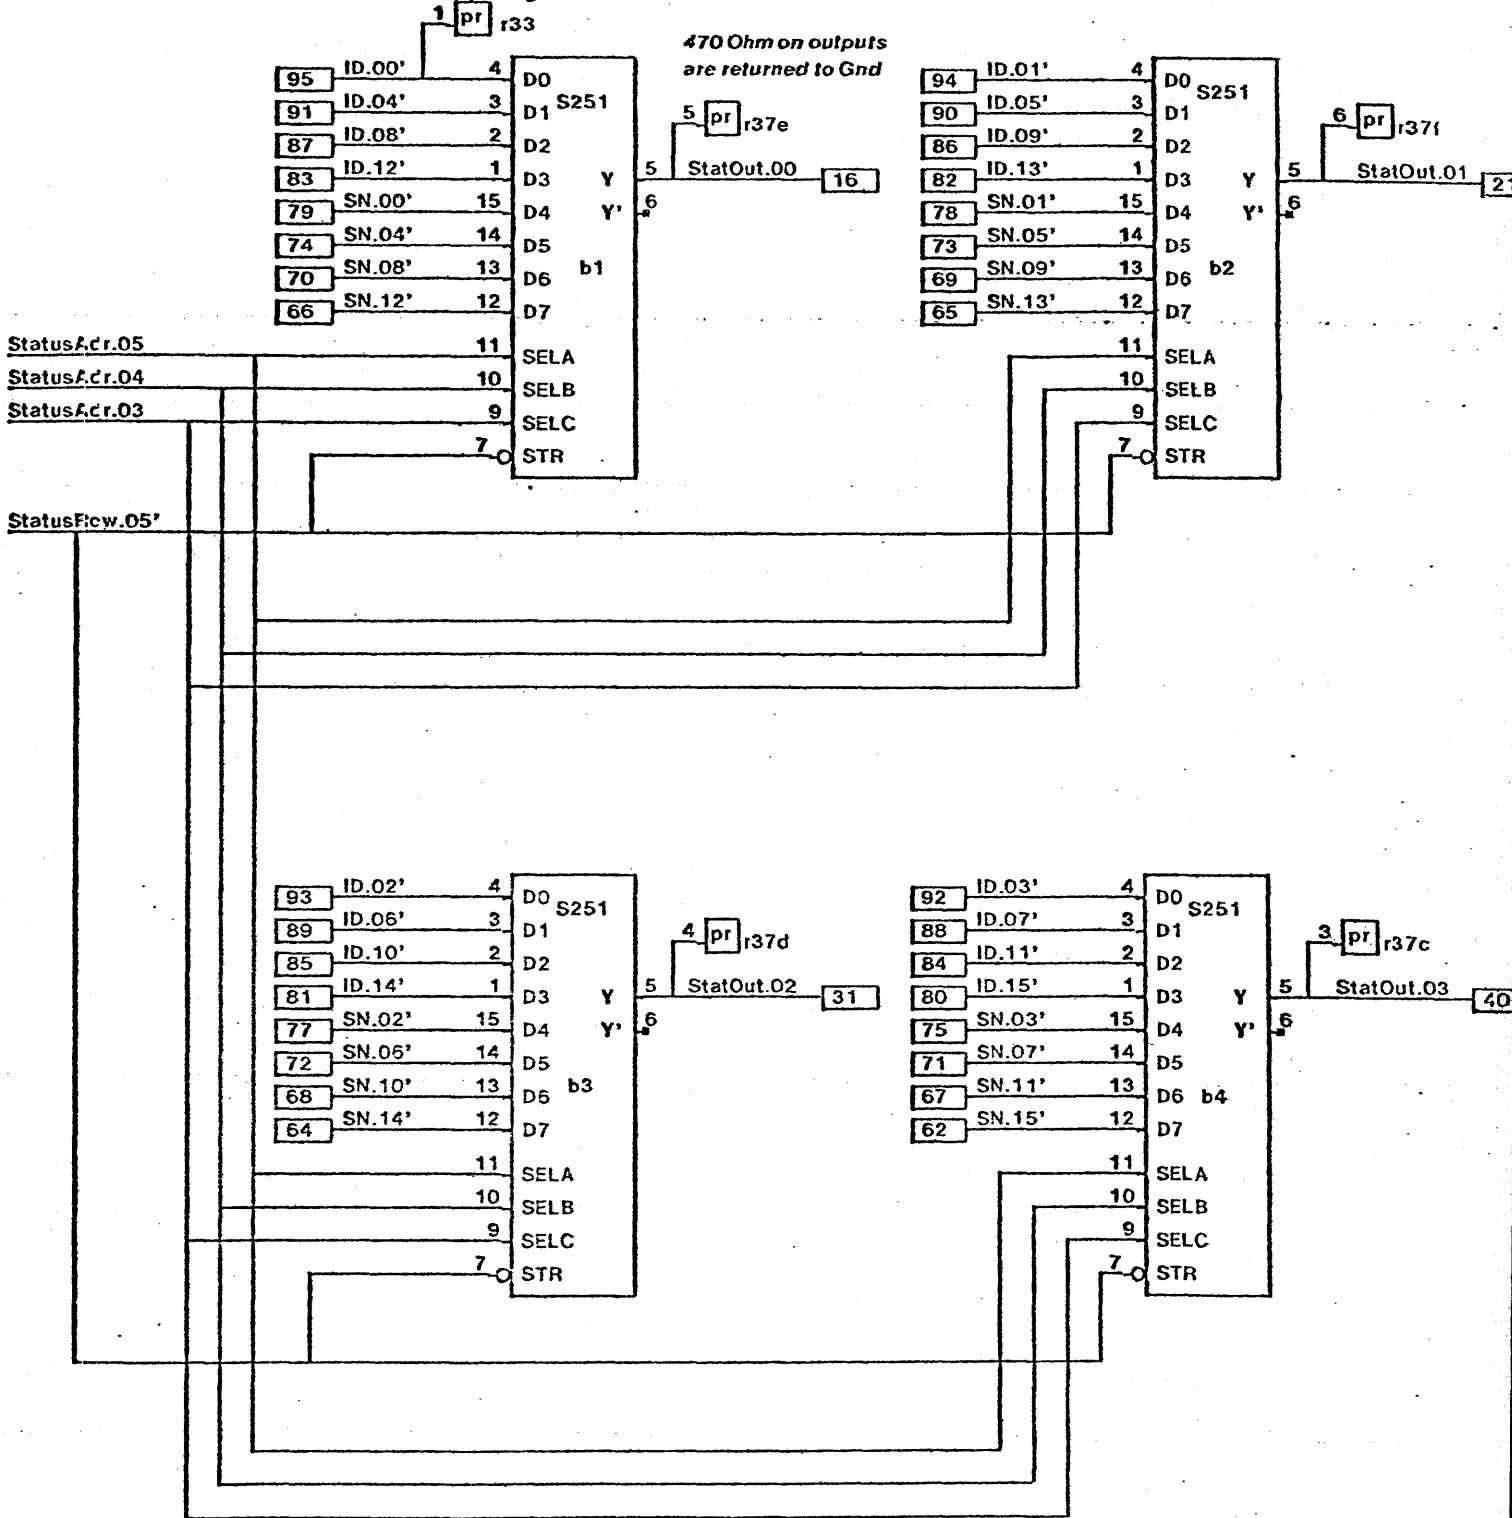 1 pr r33
470 Ohm on outputs
are returned to Gnd
95 ID.00' 4 D0
S251
91 ID.04' 3 D1
87 ID.08' 2 D2
83 ID.12' 1 D3
79 SN.00' 15 D4
74 SN.04' 14 D5
70 SN.08' 13 D6
66 SN.12' 12 D7
b1
Y 5 StatOut.00 16
Y' 6
5 pr r37e
StatusAdr.05 11 SELA
StatusAdr.04 10 SELB
StatusAdr.03 9 SELC
7 STR
94 ID.01' 4 D0
S251
90 ID.05' 3 D1
86 ID.09' 2 D2
82 ID.13' 1 D3
78 SN.01' 15 D4
73 SN.05' 14 D5
69 SN.09' 13 D6
65 SN.13' 12 D7
b2
Y 5 StatOut.01
Y' 6
6 pr r37f
11 SELA
10 SELB
9 SELC
7 STR
StatusRow.05'
93 ID.02' 4 D0
S251
89 ID.06' 3 D1
85 ID.10' 2 D2
81 ID.14' 1 D3
77 SN.02' 15 D4
72 SN.06' 14 D5
68 SN.10' 13 D6
64 SN.14' 12 D7
b3
Y 5 StatOut.02 31
Y' 6
4 pr r37d
11 SELA
10 SELB
9 SELC
7 STR
92 ID.03' 4 D0
S251
88 ID.07' 3 D1
84 ID.11' 2 D2
80 ID.15' 1 D3
75 SN.03' 15 D4
71 SN.07' 14 D5
67 SN.11' 13 D6
62 SN.15' 12 D7
b4
Y 5 StatOut.03 40
Y' 6
3 pr r37c
11 SELA
10 SELB
9 SELC
7 STR